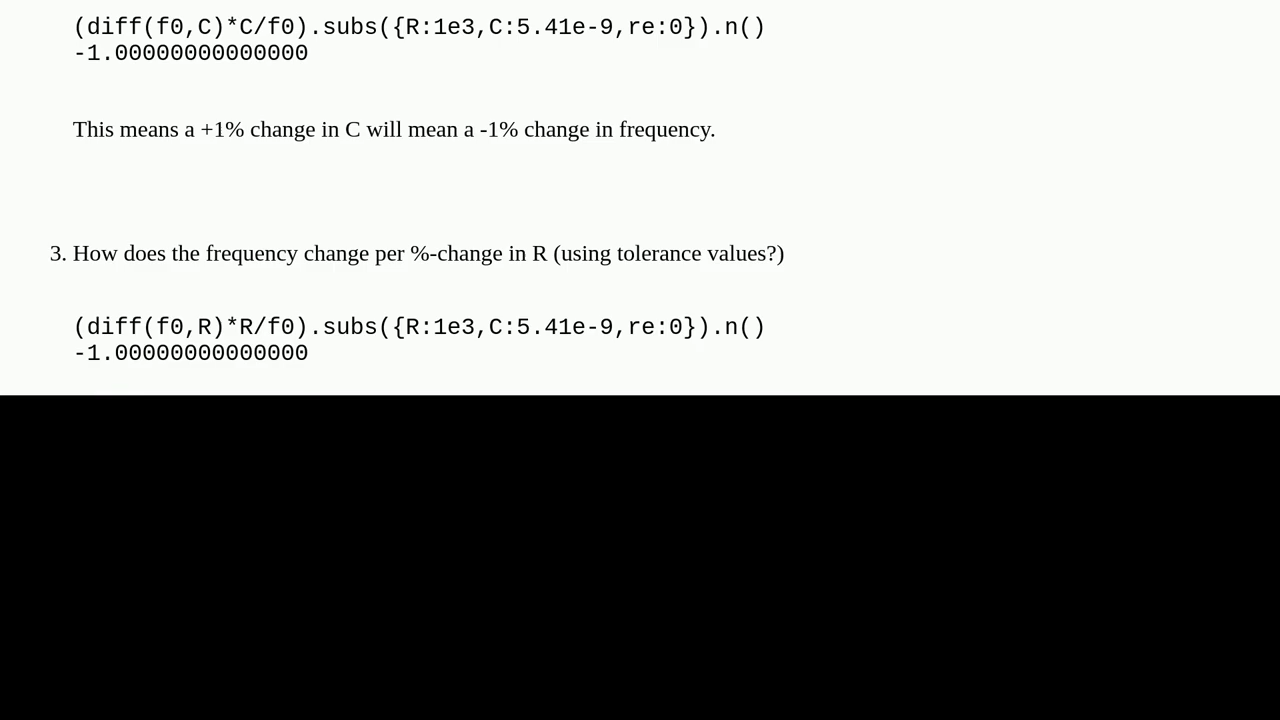 (diff(f0,C)*C/f0).subs({R:1e3,C:5.41e-9,re:0}).n()
-1.00000000000000
This means a +1% change in C will mean a -1% change in frequency.
3. How does the frequency change per %-change in R (using tolerance values?)
(diff(f0,R)*R/f0).subs({R:1e3,C:5.41e-9,re:0}).n()
-1.00000000000000